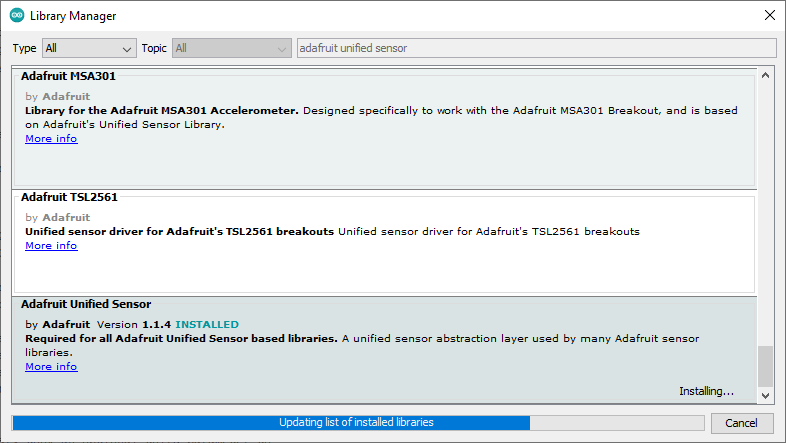 Library Manager
Type All Topic All adafruit unified sensor
Adafruit MSA301
by Adafruit
Library for the Adafruit MSA301 Accelerometer. Designed specifically to work with the Adafruit MSA301 Breakout, and is based
on Adafruit's Unified Sensor Library.
More info
Adafruit TSL2561
by Adafruit
Unified sensor driver for Adafruit's TSL2561 breakouts Unified sensor driver for Adafruit's TSL2561 breakouts
More info
Adafruit Unified Sensor
by Adafruit Version 1.1.4 INSTALLED
Required for all Adafruit Unified Sensor based libraries. A unified sensor abstraction layer used by many Adafruit sensor
libraries.
More info
Installing...
Updating list of installed libraries
Cancel